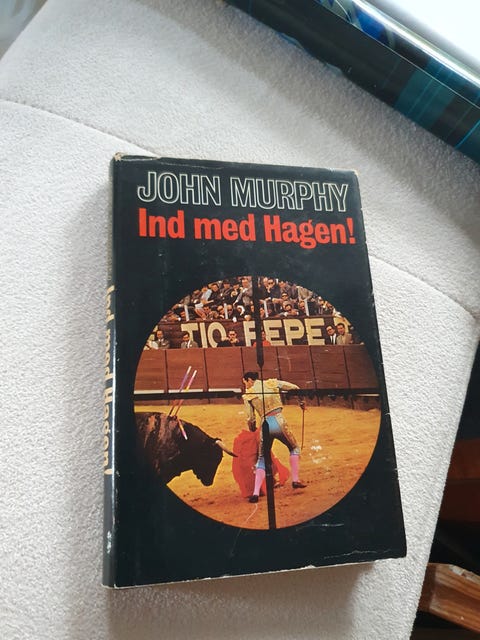 JOHN MURPHY
Ind med Hagen!
TIO PEPE
Ind med Hagen!